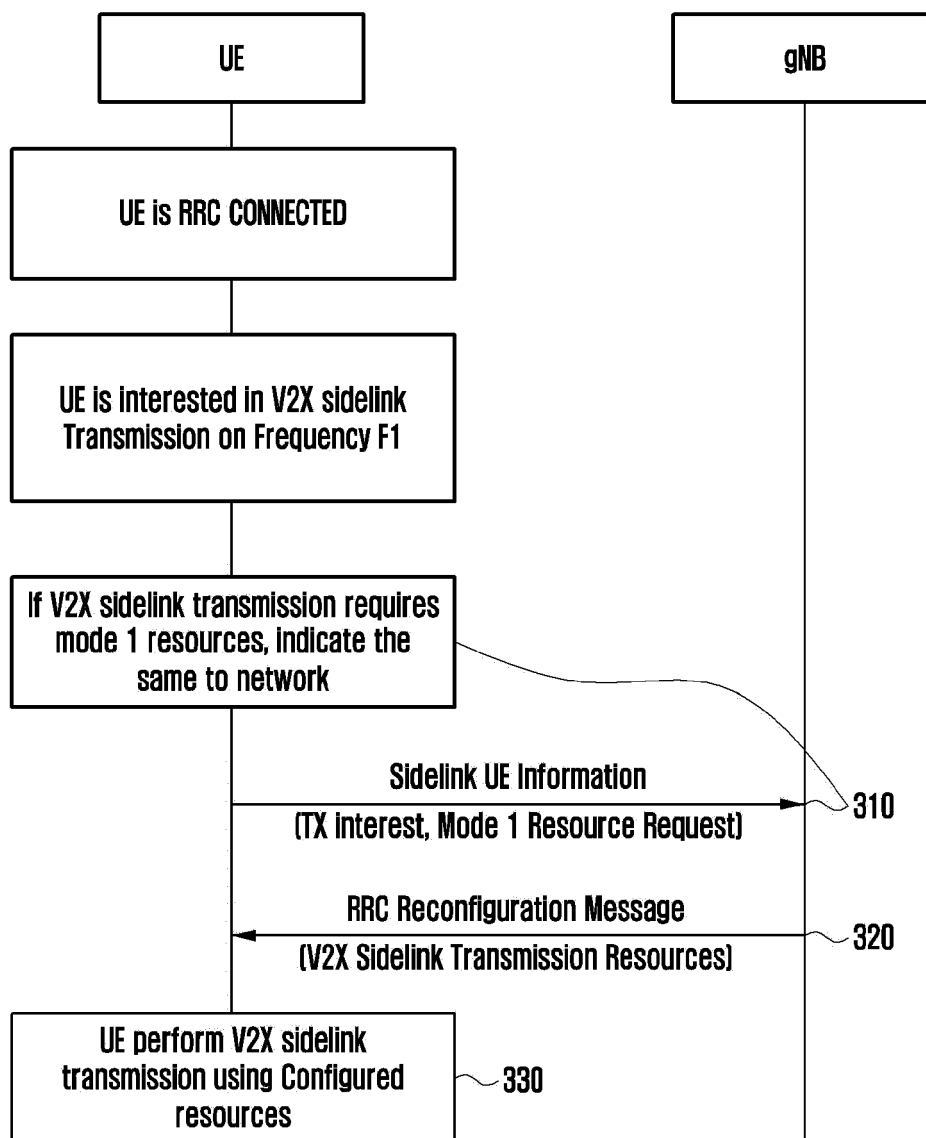 UE
gNB
UE is RRC CONNECTED
UE is interested in V2X sidelink
Transmission on Frequency F1
If V2X sidelink transmission requires
mode 1 resources, indicate the
same to network
Sidelink UE Information
(TX interest, Mode 1 Resource Request)
310
RRC Reconfiguration Message
(V2X Sidelink Transmission Resources)
320
UE perform V2X sidelink
transmission using Configured
resources
330